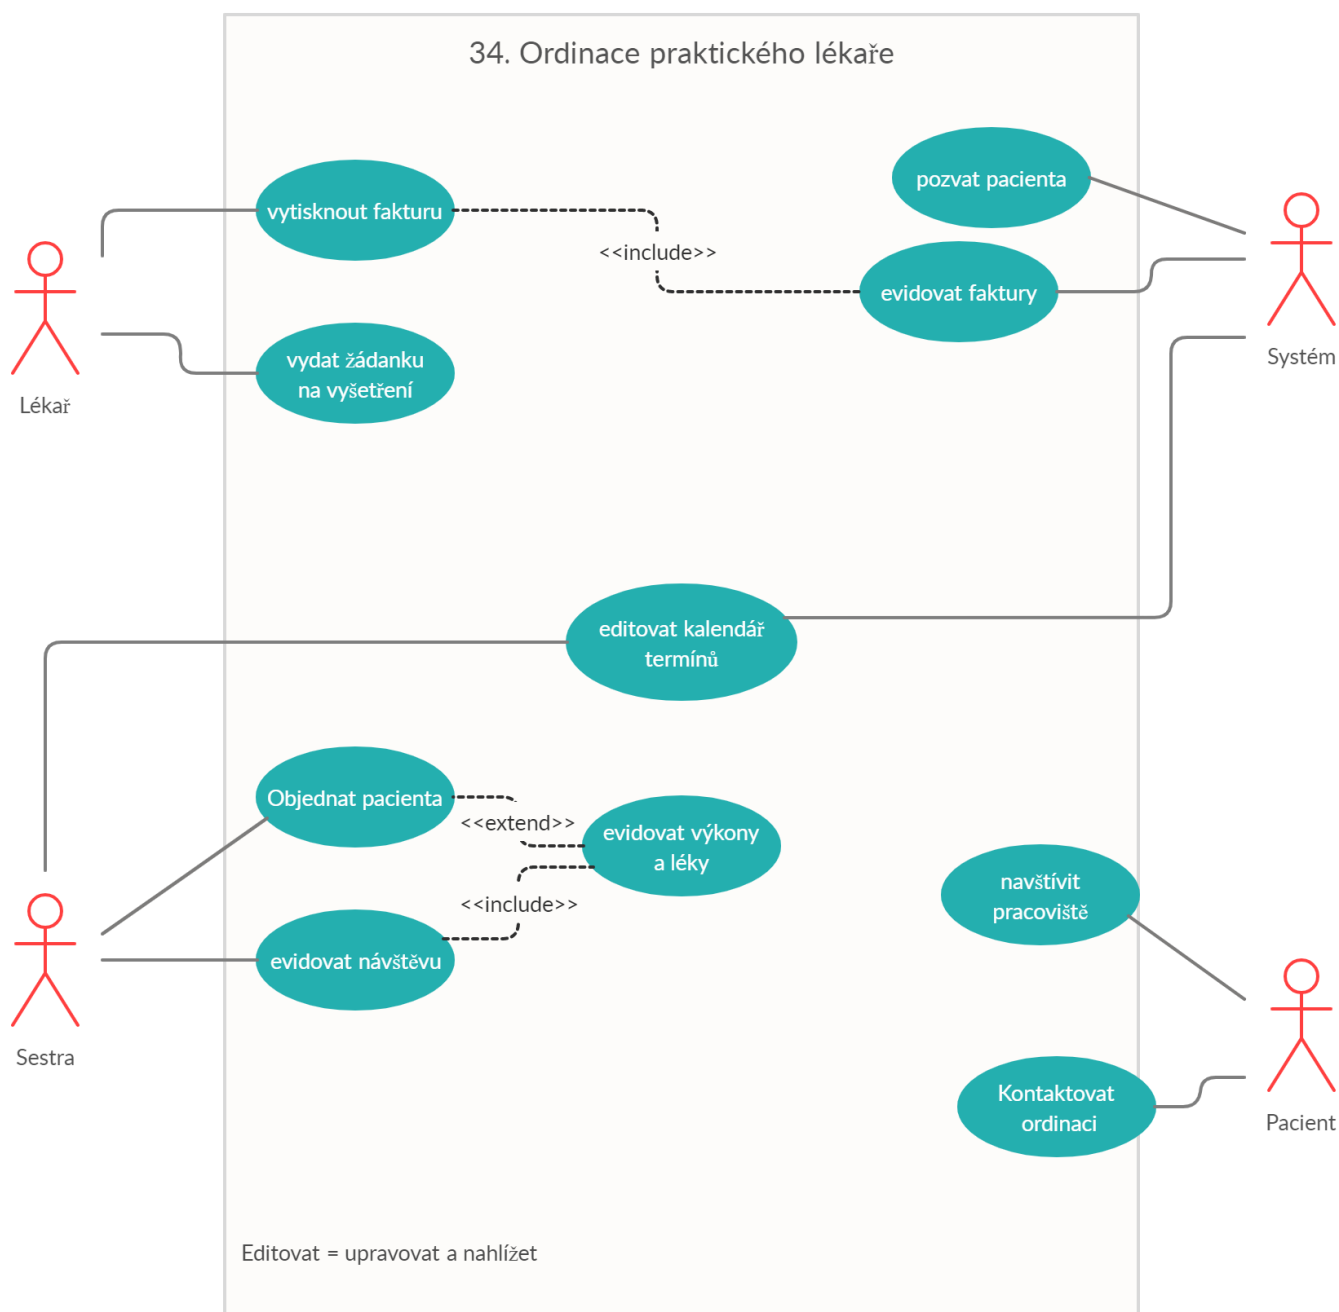 34. Ordinace praktického lékaře
pozvat pacienta
vytisknout fakturu
<<include>>
evidovat faktury
Systém
vydat žádanku
na vyšetření
Lékař
editovat kalendář
termínů
Objednat pacienta
<<extend>>
evidovat výkony
a léky
<<include>>
evidovat návštěvu
navštívit
pracoviště
Sestra
Kontaktovat
ordinaci
Pacient
Editovat = upravovat a nahlížet